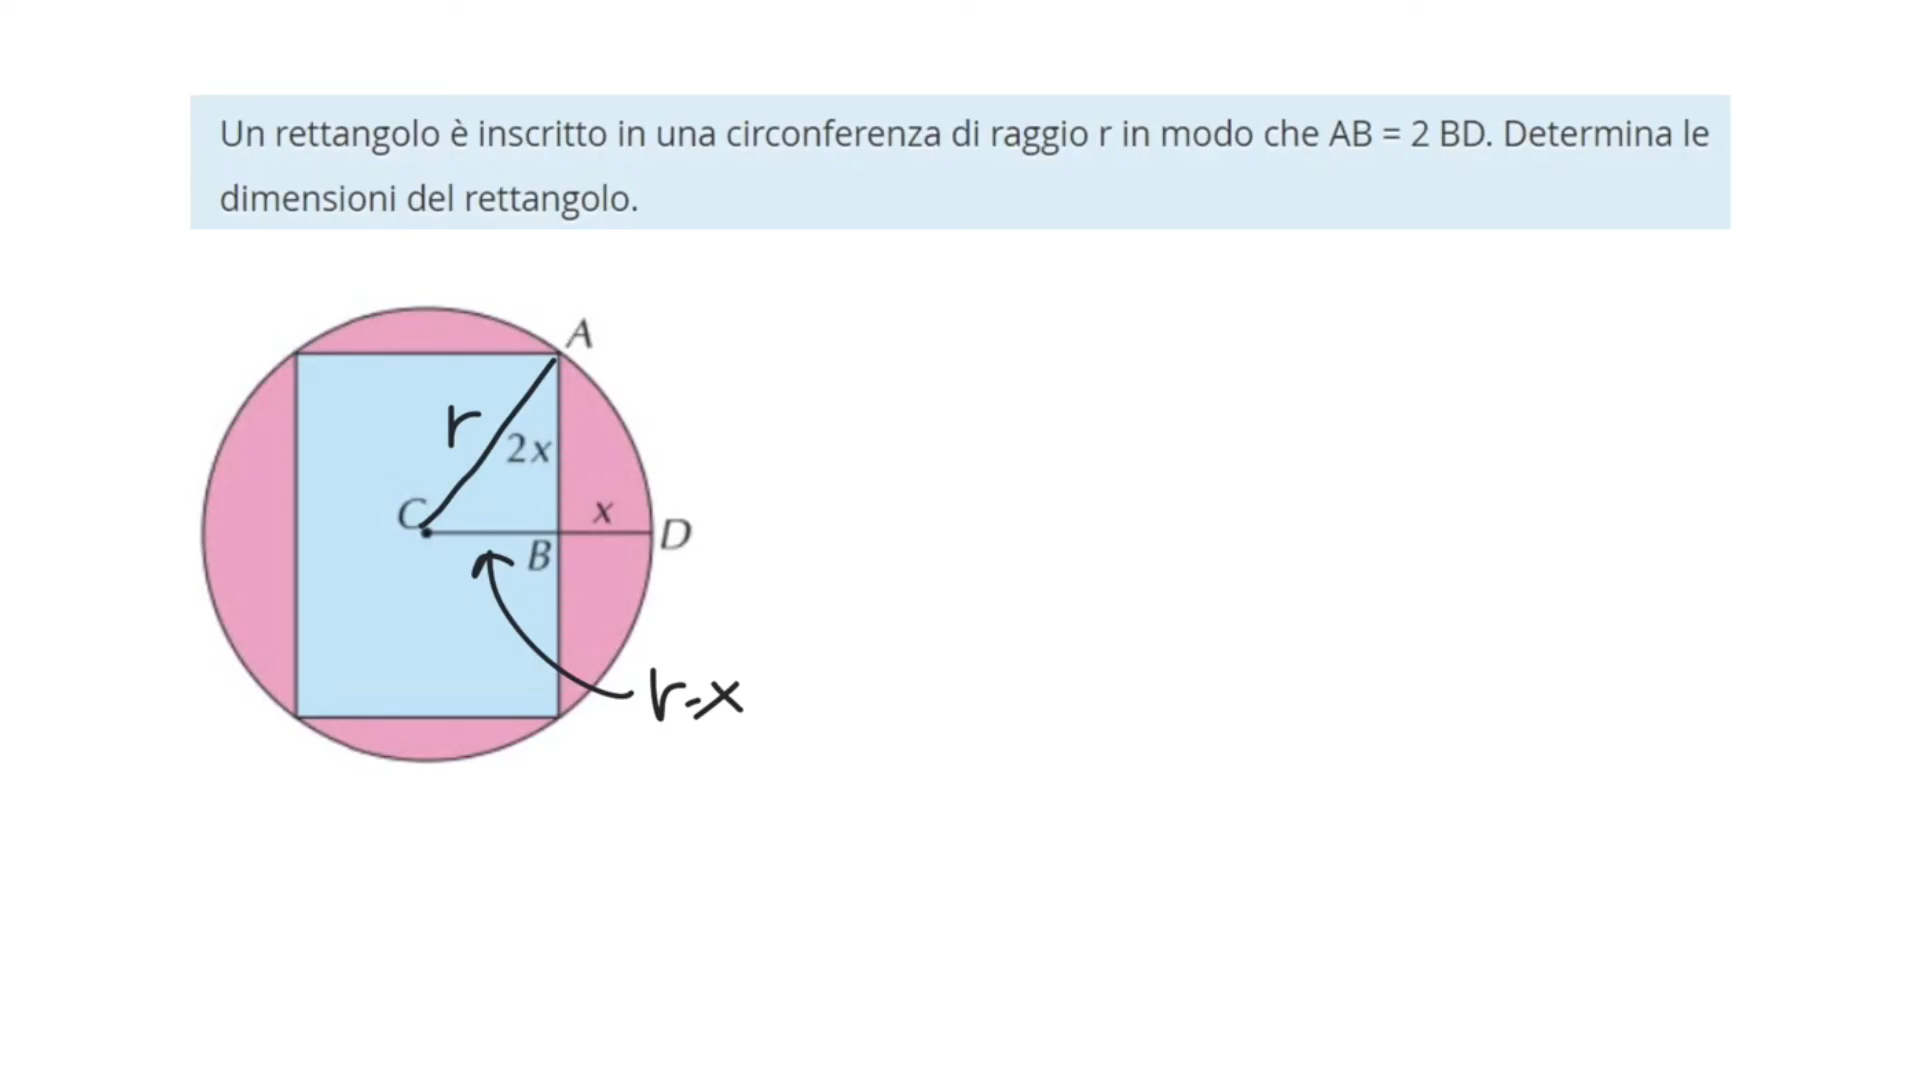 Un rettangolo è inscritto in una circonferenza di raggio r in modo che AB = 2 BD. Determina le
dimensioni del rettangolo.
A
r
2x
C
x
D
B
r-x